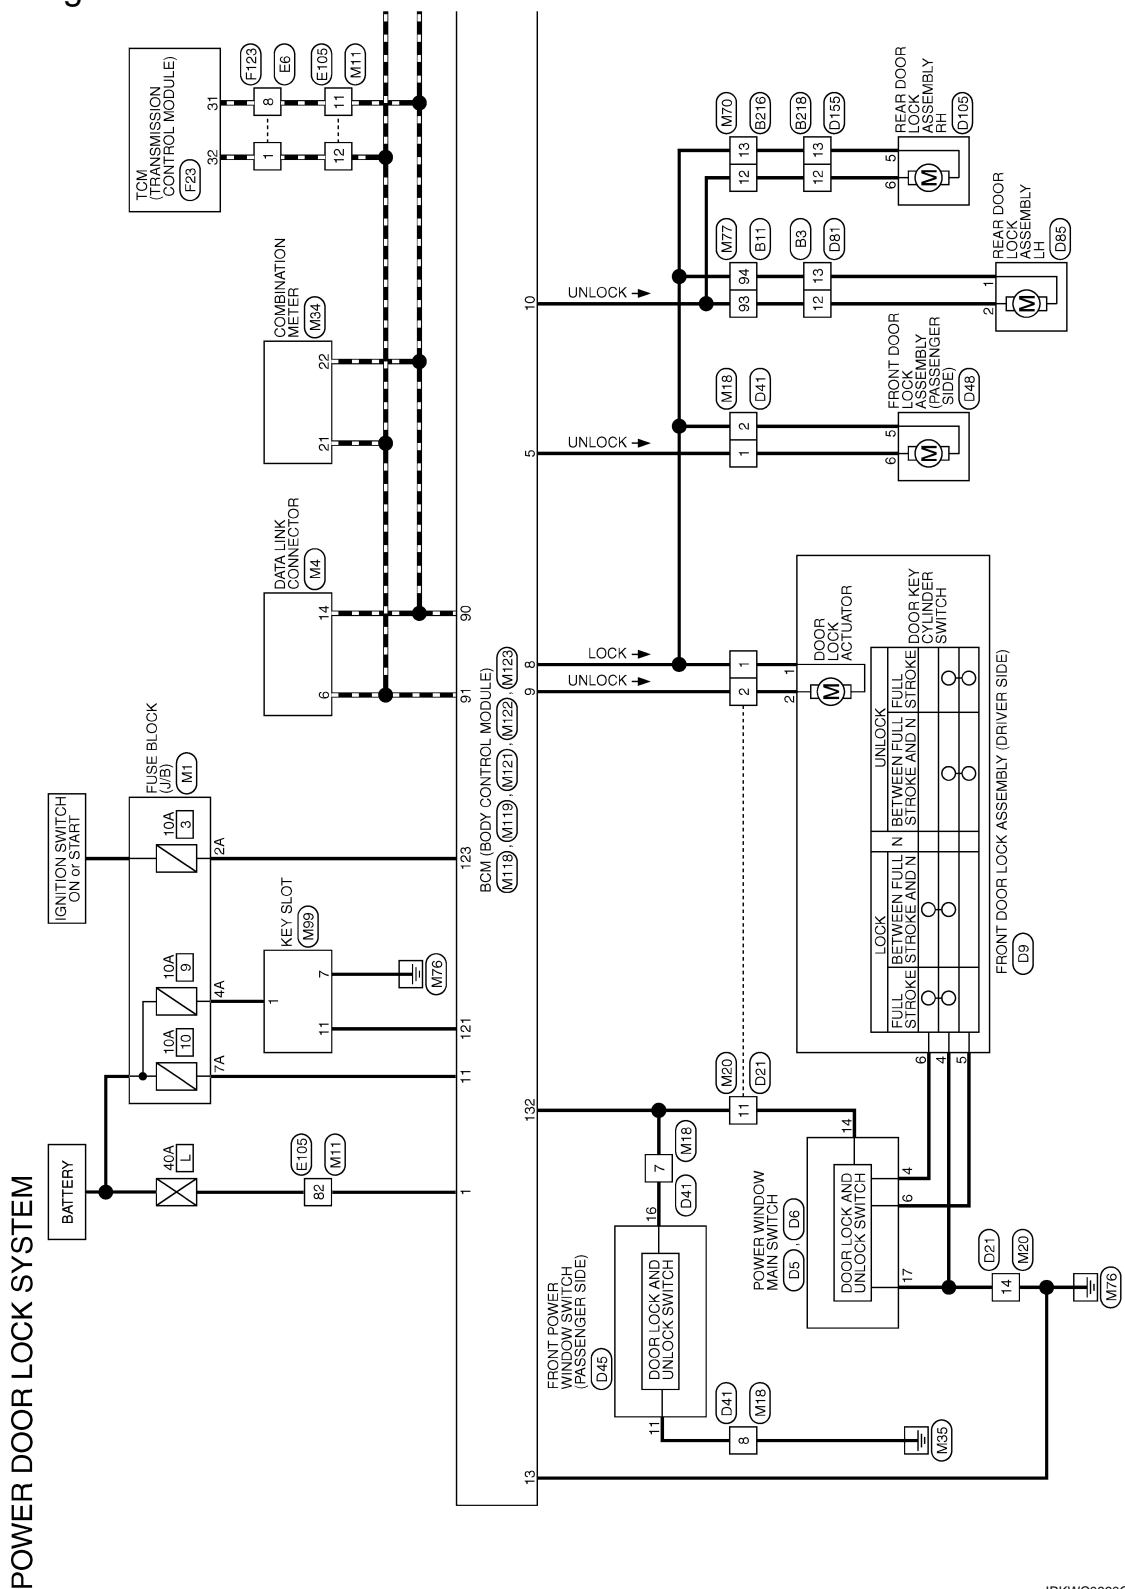 POWER DOOR LOCK SYSTEM
BATTERY
IGNITION SWITCH
ON or START
40A
L
E105
M11
82
1
10A
10
7A
11
10A
9
4A
10A
3
2A
123
FUSE BLOCK
(J/B)
M1
KEY SLOT
M99
1
7
11
121
M76
DATA LINK
CONNECTOR
M4
6
14
91
90
COMBINATION
METER
M34
21
22
TCM
(TRANSMISSION
CONTROL MODULE)
F23
32
31
1
8
F123
E6
12
11
E105
M11
BCM (BODY CONTROL MODULE)
M118 , M119 , M121 , M122 , M123
13
132
9
8
5
10
UNLOCK
LOCK
UNLOCK
UNLOCK
FRONT POWER
WINDOW SWITCH
(PASSENGER SIDE)
D45
DOOR LOCK AND
UNLOCK SWITCH
16
11
7
D41
M18
8
D41
M18
M35
11
M20
D21
POWER WINDOW
MAIN SWITCH
D5 , D6
DOOR LOCK AND
UNLOCK SWITCH
14
4
6
17
14
D21
M20
M76
2
1
2
1
DOOR
LOCK
ACTUATOR
M
DOOR KEY
CYLINDER
SWITCH
LOCK
UNLOCK
FULL
STROKE
BETWEEN FULL
STROKE AND N
N
BETWEEN FULL
STROKE AND N
FULL
STROKE
6
4
5
FRONT DOOR LOCK ASSEMBLY (DRIVER SIDE)
D9
1
2
M18
D41
6
5
M
FRONT DOOR
LOCK
ASSEMBLY
(PASSENGER
SIDE)
D48
93
94
M77
B11
12
13
B3
D81
2
1
M
REAR DOOR
LOCK
ASSEMBLY
LH
D85
12
13
M70
B216
12
13
B218
D155
6
5
M
REAR DOOR
LOCK
ASSEMBLY
RH
D105